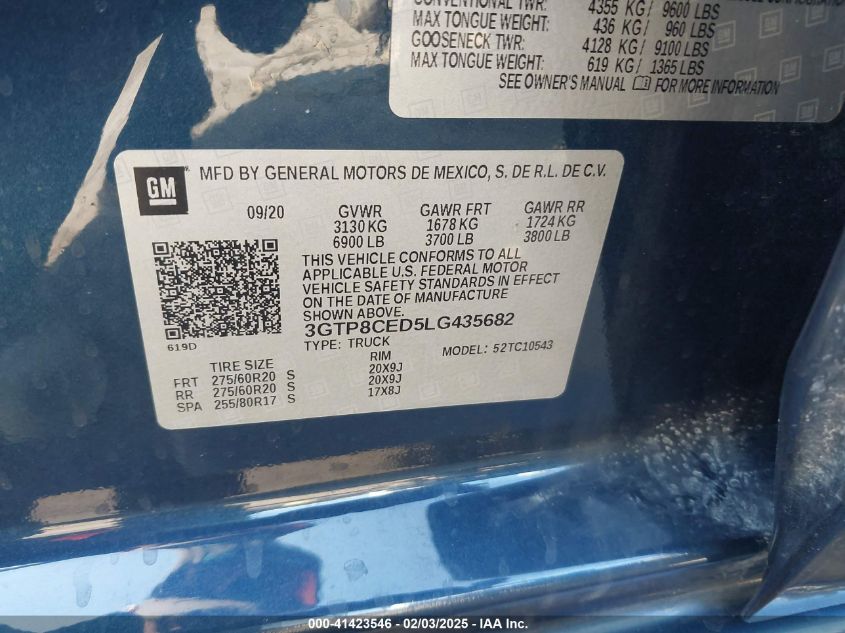 CONVENTIONAL TWR: 4355 KG/ 9600 LBS
MAX TONGUE WEIGHT: 436 KG/ 960 LBS
GOOSENECK TWR: 4128 KG/ 9100 LBS
MAX TONGUE WEIGHT: 619 KG/ 1365 LBS
SEE OWNER'S MANUAL FOR MORE INFORMATION
GM MFD BY GENERAL MOTORS DE MEXICO, S. DE R.L. DE C.V.
09/20 GVWR GAWR FRT GAWR RR
3130 KG 1678 KG 1724 KG
6900 LB 3700 LB 3800 LB
THIS VEHICLE CONFORMS TO ALL
APPLICABLE U.S. FEDERAL MOTOR
VEHICLE SAFETY STANDARDS IN EFFECT
ON THE DATE OF MANUFACTURE
SHOWN ABOVE.
3GTP8CED5LG435682
619D TYPE: TRUCK MODEL: 52TC10543
TIRE SIZE RIM
FRT 275/60R20 S 20X9J
RR 275/60R20 S 20X9J
SPA 255/80R17 S 17X8J
000-41423546 - 02/03/2025 - IAA Inc.